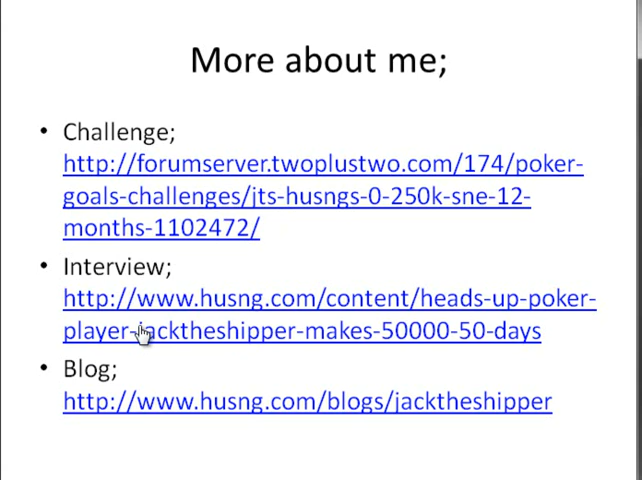 More about me;
• Challenge;
http://forumserver.twoplustwo.com/174/poker-
goals-challenges/jts-husngs-0-250k-sne-12-
months-1102472/
• Interview;
http://www.husng.com/content/heads-up-poker-
player-jacktheshipper-makes-50000-50-days
• Blog;
http://www.husng.com/blogs/jacktheshipper